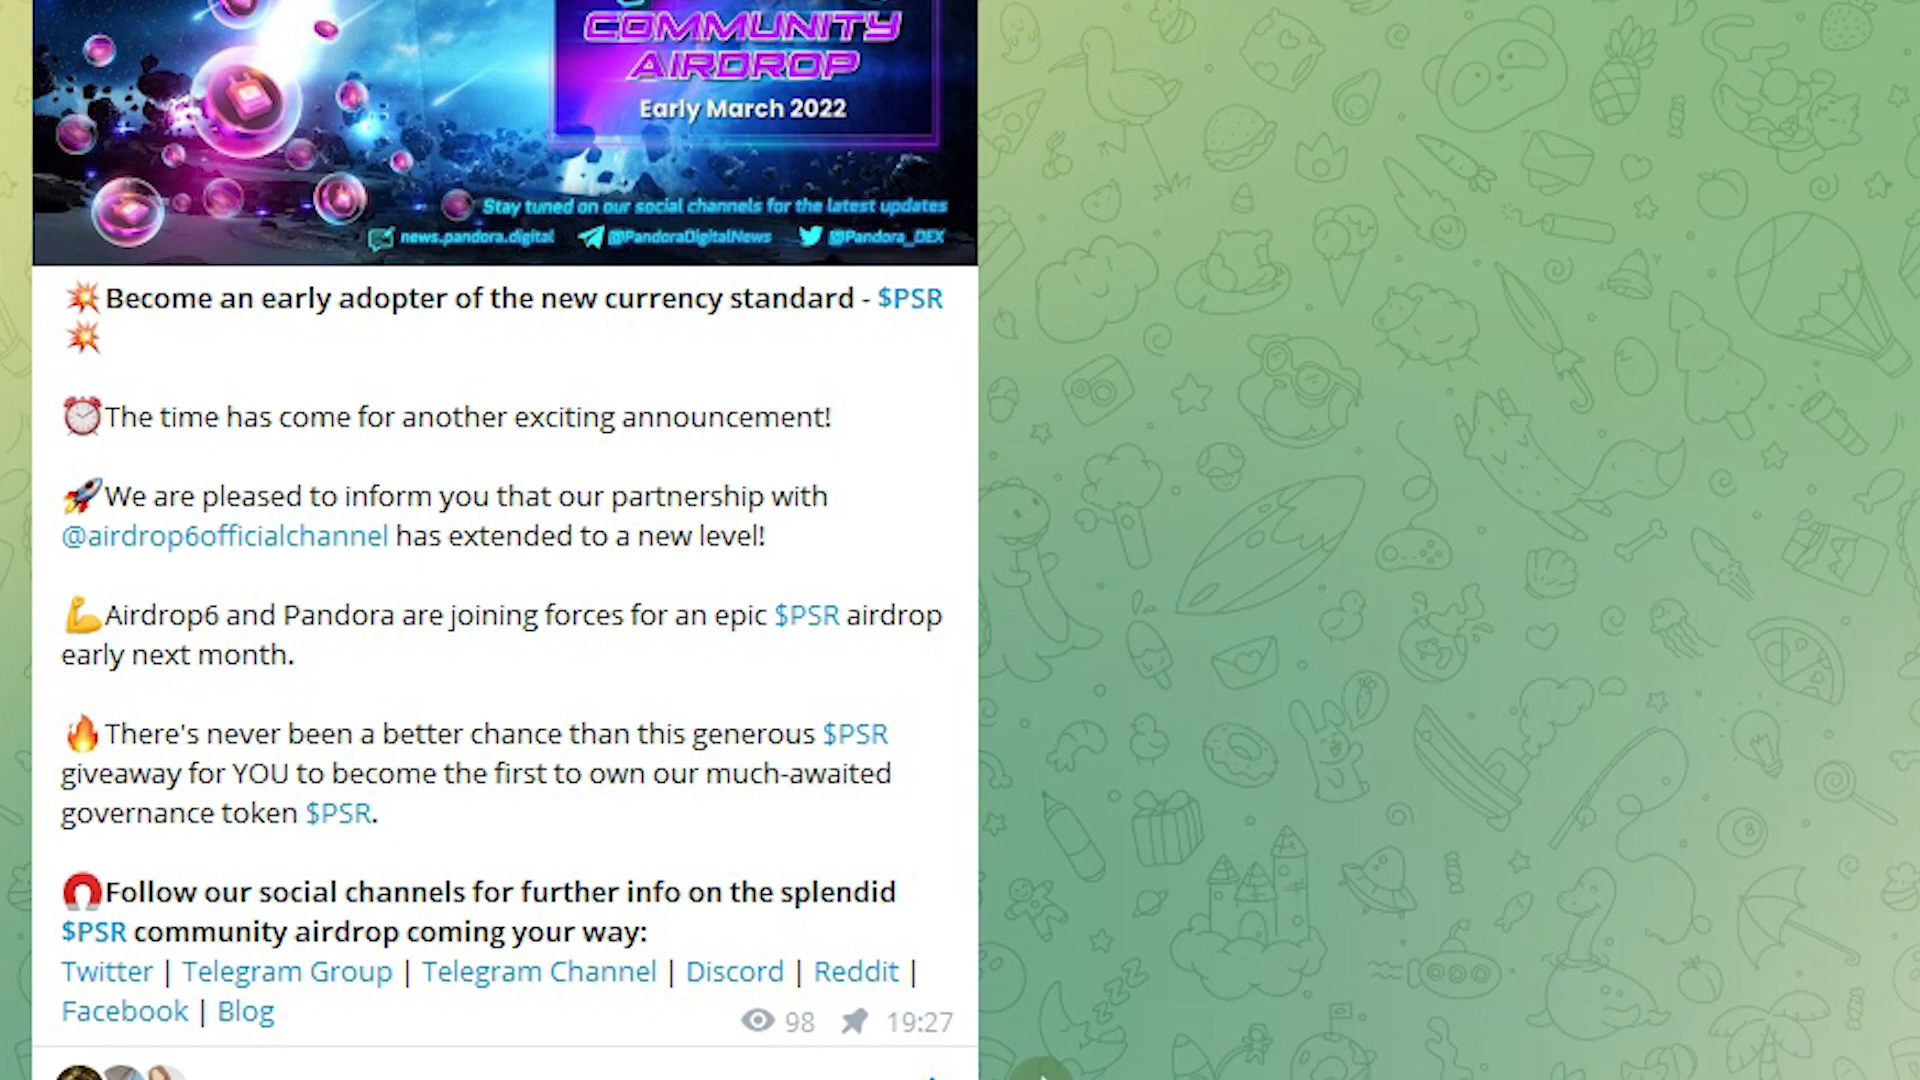 COMMUNITY
AIRDROP
Early March 2022
Stay tuned on our social channels for the latest updates
news.pandora.digital @PandoraDigitalNews @Pandora_DEX
💥Become an early adopter of the new currency standard - $PSR
💥
⏰The time has come for another exciting announcement!
🚀We are pleased to inform you that our partnership with
@airdrop6officialchannel has extended to a new level!
💪Airdrop6 and Pandora are joining forces for an epic $PSR airdrop
early next month.
🔥There's never been a better chance than this generous $PSR
giveaway for YOU to become the first to own our much-awaited
governance token $PSR.
🧲Follow our social channels for further info on the splendid
$PSR community airdrop coming your way:
Twitter | Telegram Group | Telegram Channel | Discord | Reddit |
Facebook | Blog
98 19:27